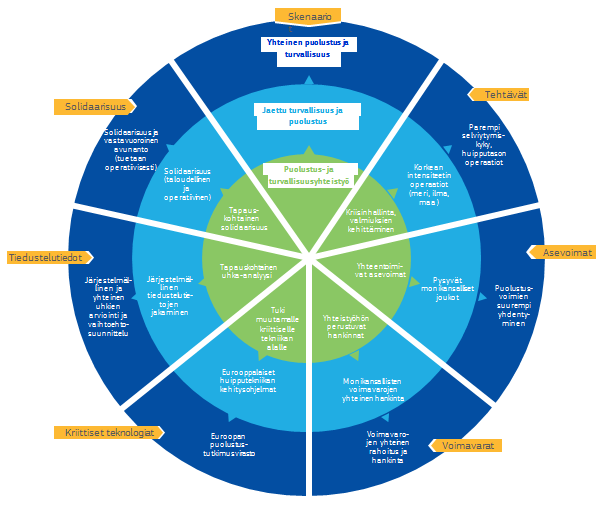 Skenaario
Yhteinen puolustus ja
turvallisuus
Jaettu turvallisuus ja
puolustus
Puolustus- ja
turvallisuusyhteistyö
Tehtävät
Parempi
selviytymis-
kyky,
huipputason
operaatiot
Korkean
intensiteetin
operaatiot
(meri, ilma,
maa)
Kriisinhallinta,
valmiuksien
kehittäminen
Asevoimat
Puolustus-
voimien
suurempi
yhdenty-
minen
Pysyvät
monikansalliset
joukot
Yhteentoimi-
vat asevoimat
Voimavarat
Voimavaro-
jen yhteinen
rahoitus ja
hankinta
Monikansallisten
voimavarojen
yhteinen hankinta
Yhteistyöhön
perustuvat
hankinnat
Kriittiset teknologiat
Euroopan
puolustus-
tutkimusvirasto
Eurooppalaiset
huipputekniikan
kehitysohjelmat
Tuki
muutamalle
kriittiselle
tekniikan
alalle
Tiedustelutiedot
Järjestelmäl-
linen ja
yhteinen
uhkien
arviointi ja
vaihtoehto-
suunnittelu
Järjestelmäl-
linen
tiedustelutie-
tojen
jakaminen
Tapauskohtainen
uhka-analyysi
Solidaarisuus
Solidaarisuus ja
vastavuoroinen
avunanto
(tuetaan
operatiivisesti)
Solidaarisuus
(taloudellinen
ja
operatiivinen)
Tapaus-
kohtainen
solidaarisuus